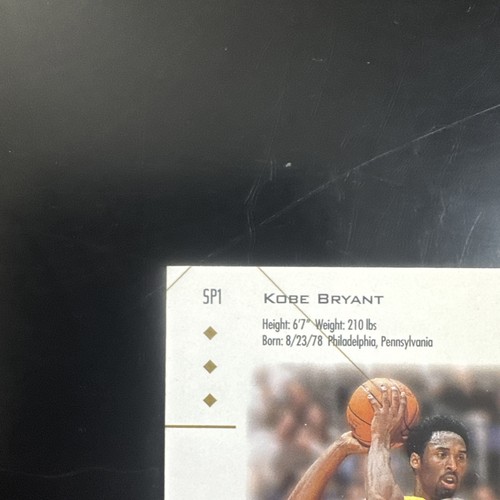 SP1
KOBE BRYANT
Height: 6'7" Weight: 210 lbs
Born: 8/23/78 Philadelphia, Pennsylvania